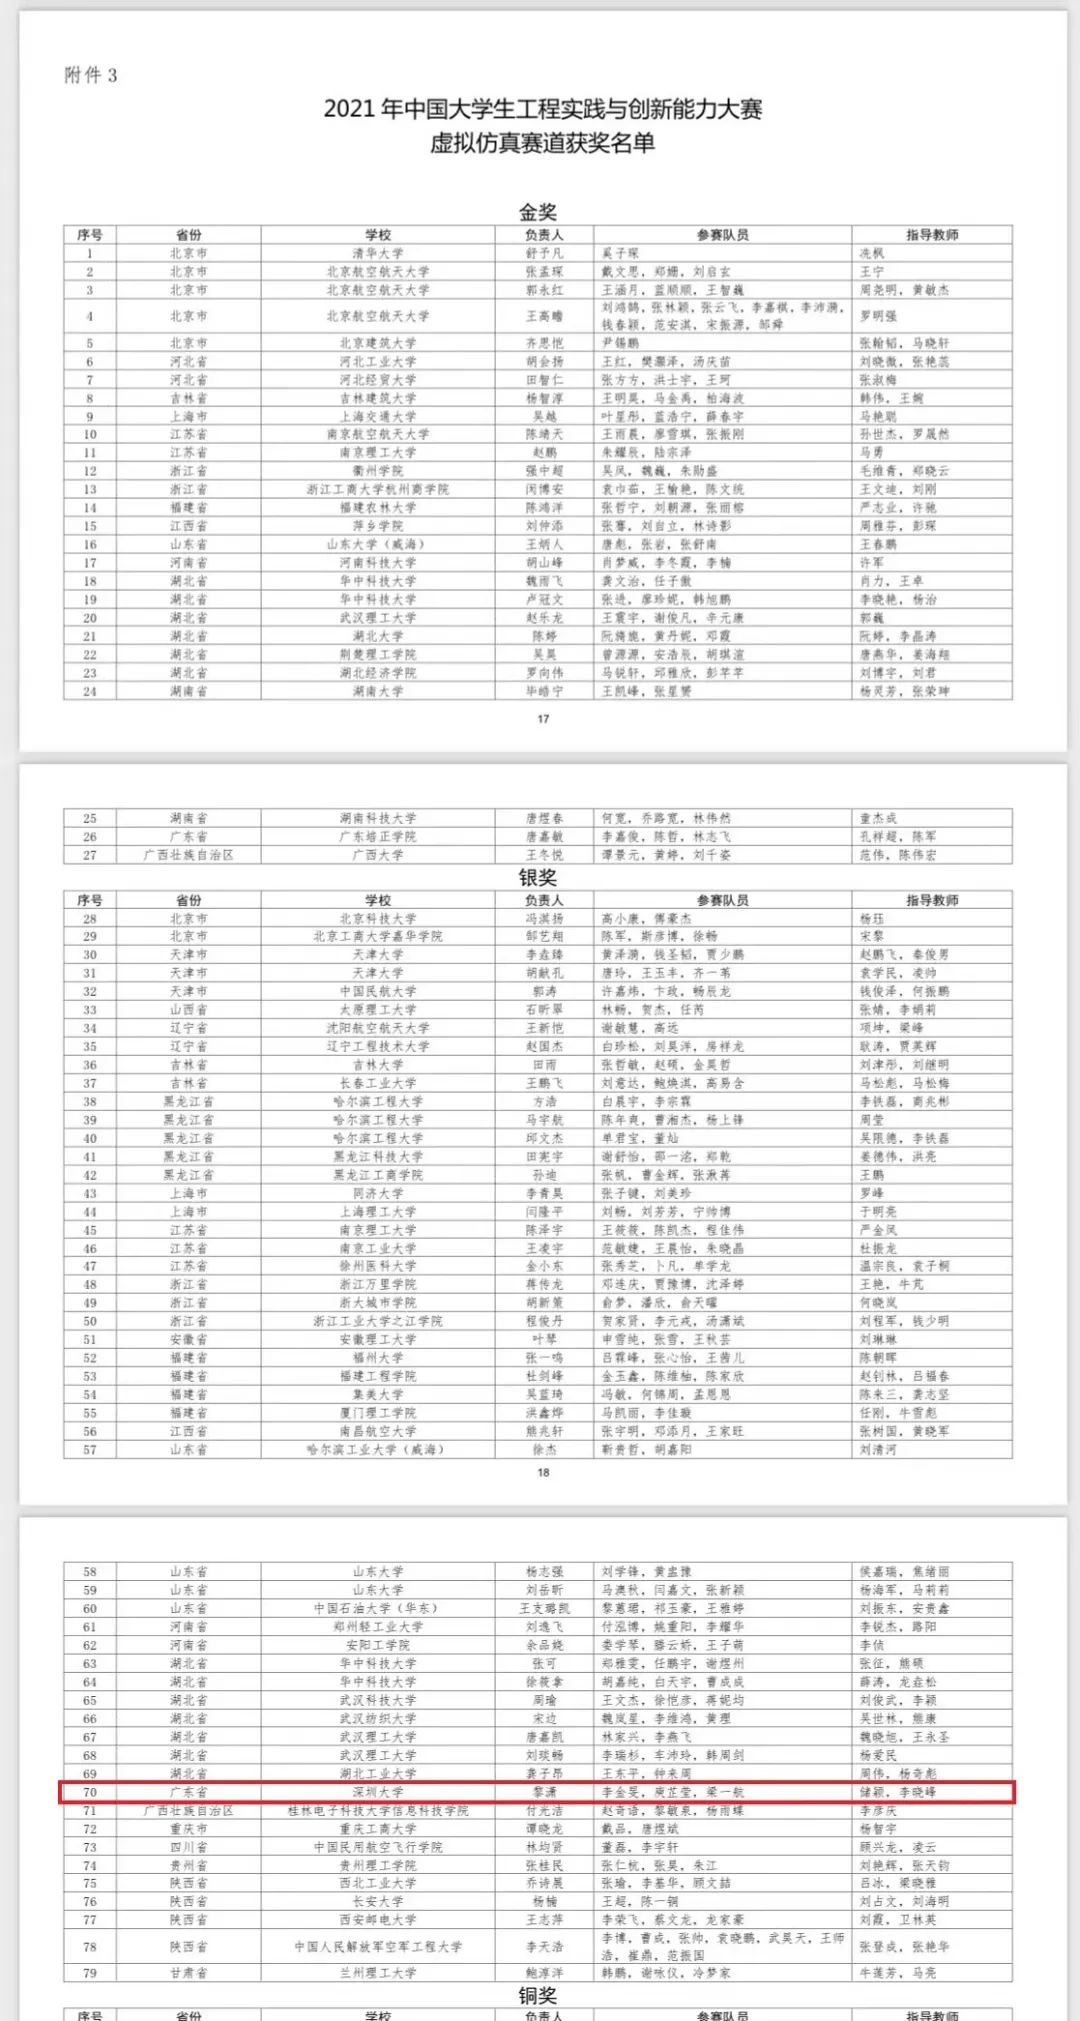 附件 3
2021 年中国大学生工程实践与创新能力大赛
虚拟仿真赛道获奖名单
金奖
序号 省份 学校 负责人 参赛队员 指导教师
1 北京市 清华大学 舒予凡 奚子琛 冼枫
2 北京市 北京航空航天大学 张孟琛 戴文思，郑姗，刘启玄 王宁
3 北京市 北京航空航天大学 郭永红 王涵月，蓝顺顺，王智巍 周尧明，黄敏杰
4 北京市 北京航空航天大学 王高瞻 刘鸿鹄，张林颖，张云飞，李嘉棋，李沛漪，
钱春颖，范安淇，宋振源，邹舜 罗明强
5 北京市 北京建筑大学 齐思恺 尹锡鹏 张翰韬，马晓轩
6 河北省 河北工业大学 胡会扬 王红，樊灏泽，汤庆苗 刘晓微，张艳蕊
7 河北省 河北经贸大学 田智仁 张方方，洪士宇，王珂 张淑梅
8 吉林省 吉林建筑大学 杨智淳 王明昊，马金禹，柏海波 韩伟，王婉
9 上海市 上海交通大学 吴越 叶星彤，蓝浩宁，薛春宇 马艳聪
10 江苏省 南京航空航天大学 陈靖天 王雨晨，廖雪琪，张振刚 孙世杰，罗晟然
11 江苏省 南京理工大学 赵鹏 朱耀辰，陆宗泽 马勇
12 浙江省 衢州学院 强中超 吴凤，魏巍，朱勋盛 毛维青，郑晓云
13 浙江省 浙江工商大学杭州商学院 闵博安 袁巾茹，王榆艳，陈文统 王文迪，刘刚
14 福建省 福建农林大学 陈鸿洋 张哲宁，刘朝源，张丽榕 严志业，许驰
15 江西省 萍乡学院 刘仲添 张骞，刘自立，林诗影 周雅芬，彭琛
16 山东省 山东大学（威海） 王炳人 唐彪，张岩，张舒南 王春鹏
17 河南省 河南科技大学 胡山峰 肖梦威，李冬霞，李楠 许军
18 湖北省 华中科技大学 魏雨飞 龚文治，任子傲 肖力，王卓
19 湖北省 华中科技大学 卢冠文 张进，廖珍妮，韩旭鹏 李晓艳，杨治
20 湖北省 武汉理工大学 赵乐龙 王寰宇，谢俊凡，辛元康 郭巍
21 湖北省 湖北大学 陈婷 阮旖旎，黄丹妮，邓霞 阮婷，李晶涛
22 湖北省 荆楚理工学院 吴昊 曾源源，安浩辰，胡琪渲 唐燕华，姜海翔
23 湖北省 湖北经济学院 罗向伟 马锐轩，邱雅欣，彭芊芊 刘博宇，刘君
24 湖南省 湖南大学 毕皓宁 王凯峰，张星赟 杨灵芳，张荣珅
17
25 湖南省 湖南科技大学 唐煜春 何宽，乔路宽，林伟然 童杰成
26 广东省 广东培正学院 唐嘉敏 李嘉俊，陈哲，林志飞 孔祥超，陈军
27 广西壮族自治区 广西大学 王冬悦 谭景元，黄婷，刘千姿 范伟，陈伟宏
银奖
序号 省份 学校 负责人 参赛队员 指导教师
28 北京市 北京科技大学 冯淇扬 高小康，傅豪杰 杨珏
29 北京市 北京工商大学嘉华学院 郜艺翔 陈军，斯彦博，徐畅 宋黎
30 天津市 天津大学 李垚臻 黄泽漪，钱圣韬，贾少鹏 赵鹏飞，秦俊男
31 天津市 天津大学 胡献孔 唐玲，王玉丰，齐一苇 袁学民，凌帅
32 天津市 中国民航大学 郭涛 许嘉炜，卞政，畅辰龙 钱俊泽，何振鹏
33 山西省 太原理工大学 石昕翠 林畅，贺杰，任芮 张婧，李娟莉
34 辽宁省 沈阳航空航天大学 王新恺 谢敏慧，高远 项坤，梁峰
35 辽宁省 辽宁工程技术大学 赵国杰 白珍松，刘昊洋，房祥龙 耿涛，贾英辉
36 吉林省 吉林大学 田雨 张哲敏，赵硕，金昊哲 刘津彤，刘继明
37 吉林省 长春工业大学 王鹏飞 刘意达，鲍焕淇，高易含 马松彪，马松梅
38 黑龙江省 哈尔滨工程大学 方浩 白晨宇，李宗霖 李铁磊，商兆彬
39 黑龙江省 哈尔滨工程大学 马宇航 陈年爽，曹湘杰，杨上锋 周莹
40 黑龙江省 哈尔滨工程大学 邱文杰 单君宝，董灿 吴限德，李铁磊
41 黑龙江省 黑龙江科技大学 田宪宇 谢舒怡，邵一洺，郑乾 姜德伟，洪亮
42 黑龙江省 黑龙江工商学院 孙迪 张帆，曹金辉，张湫苒 王鹏
43 上海市 同济大学 李青昊 张子键，刘美珍 罗峰
44 上海市 上海理工大学 闫隆平 刘畅，刘芳芳，宁帅博 于明亮
45 江苏省 南京理工大学 陈泽宇 王筱筱，陈凯杰，程佳伟 严金凤
46 江苏省 南京工业大学 王凌宇 范敏婕，王晨怡，朱晓晶 杜振龙
47 江苏省 徐州医科大学 金小东 张秀芝，卜凡，单学龙 温宗良，袁子桐
48 浙江省 浙江万里学院 蒋传龙 邓连庆，贾豫博，沈泽婷 王艳，牛芃
49 浙江省 浙大城市学院 胡新策 俞梦，潘欣，俞天曜 何晓岚
50 浙江省 浙江工业大学之江学院 程俊丹 贺家贤，李元戎，汤潇斌 刘程军，钱少明
51 安徽省 安徽理工大学 叶琴 申雪纯，张雪，王秋芸 刘琳琳
52 福建省 福州大学 张一鸣 吕霖峰，张心怡，王茜儿 陈朝晖
53 福建省 福建工程学院 杜剑峰 金玉鑫，陈维柚，陈家欣 赵钊林，吕福春
54 福建省 集美大学 吴蓝琦 冯敏，何锦周，孟恩恩 陈来三，龚志坚
55 福建省 厦门理工学院 洪鑫烨 马凯丽，李佳璇 任刚，牛雪彪
56 江西省 南昌航空大学 熊兆轩 张宇明，邓添月，王家旺 张树国，黄晓军
57 山东省 哈尔滨工业大学（威海） 徐杰 靳贵哲，胡嘉阳 刘清河
18
58 山东省 山东大学 杨志强 刘学锋，黄盅豫 侯嘉瑞，焦绪丽
59 山东省 山东大学 刘岳昕 马澳秋，闫嘉文，张新颖 杨海军，马莉莉
60 山东省 中国石油大学（华东） 王支璐凯 黎蕙珺，祁玉豪，王雅婷 刘振东，安贵鑫
61 河南省 郑州轻工业大学 刘逸飞 付泓博，姚重阳，李耀华 李锐杰，路阳
62 河南省 安阳工学院 余品烧 娄学琴，滕云娇，王子萌 李侦
63 湖北省 华中科技大学 张可 郑雅雯，任鹏宇，谢煜州 张征，熊硕
64 湖北省 华中科技大学 徐筱拿 胡嘉纯，白天宇，曹成成 薛涛，龙垚松
65 湖北省 武汉科技大学 周瑜 王文杰，徐恺彦，蒋妮均 刘俊武，李颖
66 湖北省 武汉纺织大学 宋边 魏岚星，李维鸿，黄理 吴世林，熊康
67 湖北省 武汉理工大学 唐嘉凯 林家兴，李燕飞 魏晓旭，王永圣
68 湖北省 武汉理工大学 刘琰畅 李瑞杉，车沛玲，韩周剑 杨爱民
69 湖北省 湖北工业大学 龚子昂 王东平，钟来周 周伟，杨奇彪
70 广东省 深圳大学 黎潇 李金旻，庾芷莹，梁一航 储颖，李晓峰
71 广西壮族自治区 桂林电子科技大学信息科技学院 付光洁 赵奇语，黎敏泉，杨雨蝶 李彦庆
72 重庆市 重庆工商大学 谭晓龙 戴品，唐煜斌 杨智宇
73 四川省 中国民用航空飞行学院 林均贤 董磊，李宇轩 顾兴龙，凌云
74 贵州省 贵州理工学院 张桂民 张仁杭，张昊，朱江 刘艳辉，张天钧
75 陕西省 西北工业大学 乔诗展 张瑜，李基华，顾文喆 吕冰，梁晓雅
76 陕西省 长安大学 杨楠 王超，陈一铜 刘占文，刘海明
77 陕西省 西安邮电大学 王志萍 李荣飞，蔡文龙，龙家豪 刘霞，卫林英
78 陕西省 中国人民解放军空军工程大学 李天浩 李博，曹成，张帅，袁晓鹏，武昊天，王师
浩，崔鼎，范振国 张登成，张艳华
79 甘肃省 兰州理工大学 鲍淳洋 韩鹏，谢咏仪，冷梦家 牛莲芳，马亮
铜奖
序号 省份 学校 负责人 参赛队员 指导教师